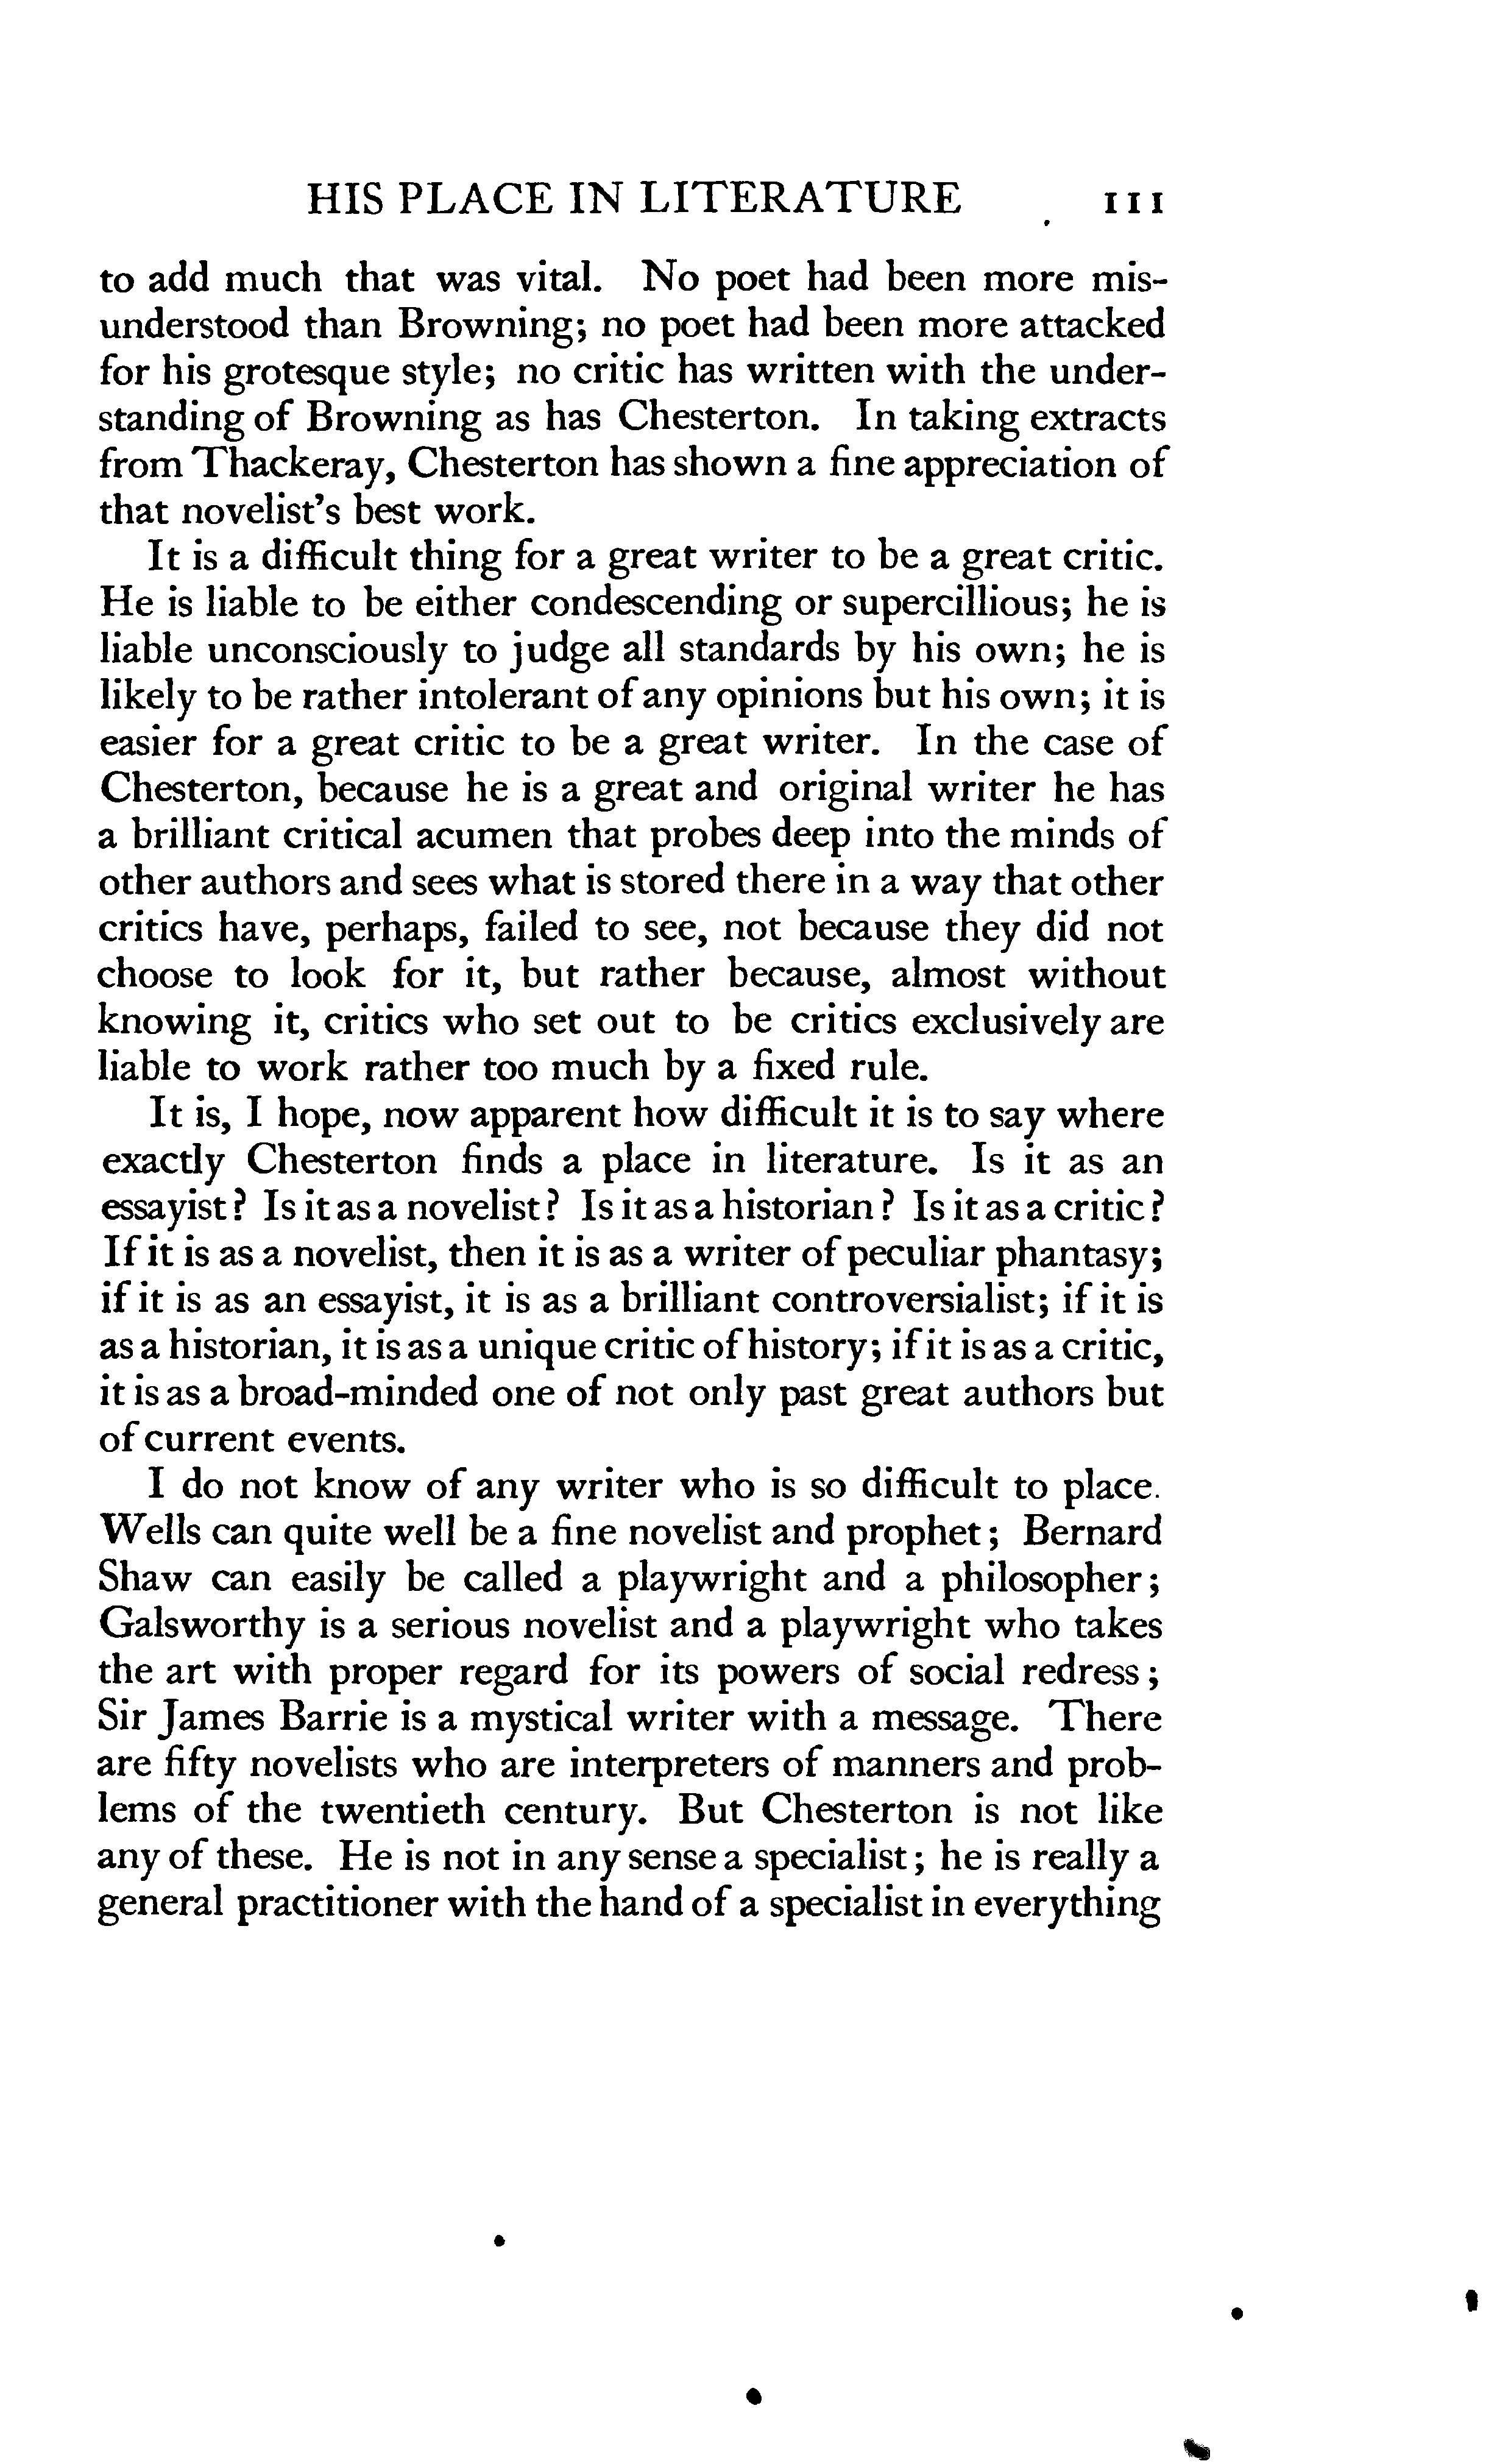 HIS PLACE IN LITERATURE 111
to add much that was vital. No poet had been more mis-
understood than Browning; no poet had been more attacked
for his grotesque style; no critic has written with the under-
standing of Browning as has Chesterton. In taking extracts
from Thackeray, Chesterton has shown a fine appreciation of
that novelist's best work.
It is a difficult thing for a great writer to be a great critic.
He is liable to be either condescending or supercillious; he is
liable unconsciously to judge all standards by his own; he is
likely to be rather intolerant of any opinions but his own; it is
easier for a great critic to be a great writer. In the case of
Chesterton, because he is a great and original writer he has
a brilliant critical acumen that probes deep into the minds of
other authors and sees what is stored there in a way that other
critics have, perhaps, failed to see, not because they did not
choose to look for it, but rather because, almost without
knowing it, critics who set out to be critics exclusively are
liable to work rather too much by a fixed rule.
It is, I hope, now apparent how difficult it is to say where
exactly Chesterton finds a place in literature. Is it as an
essayist? Is it as a novelist? Is it as a historian? Is it as a critic?
If it is as a novelist, then it is as a writer of peculiar phantasy;
if it is as an essayist, it is as a brilliant controversialist; if it is
as a historian, it is as a unique critic of history; if it is as a critic,
it is as a broad-minded one of not only past great authors but
of current events.
I do not know of any writer who is so difficult to place.
Wells can quite well be a fine novelist and prophet; Bernard
Shaw can easily be called a playwright and a philosopher;
Galsworthy is a serious novelist and a playwright who takes
the art with proper regard for its powers of social redress;
Sir James Barrie is a mystical writer with a message. There
are fifty novelists who are interpreters of manners and prob-
lems of the twentieth century. But Chesterton is not like
any of these. He is not in any sense a specialist; he is really a
general practitioner with the hand of a specialist in everything